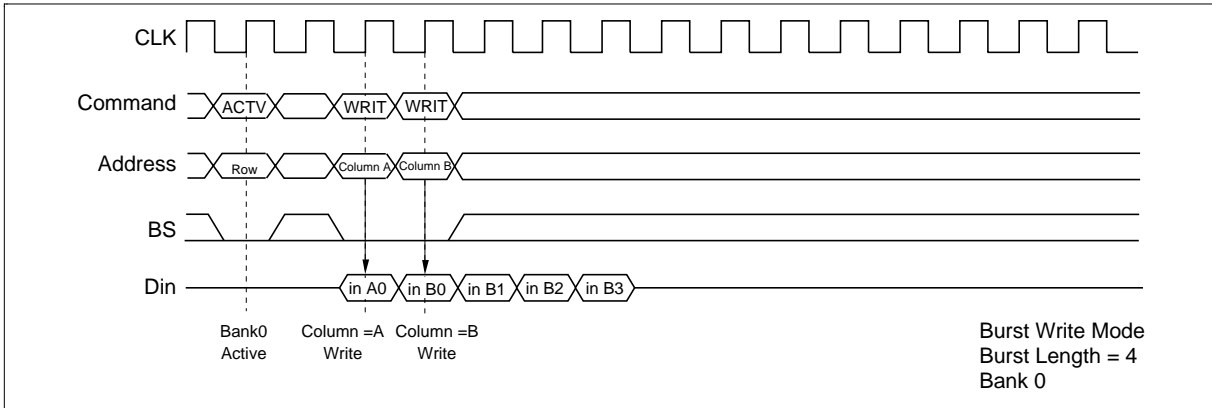 CLK
Command ACTV WRIT WRIT
Address Row Column A Column B
BS
Din in A0 in B0 in B1 in B2 in B3
Bank0 Column =A Column =B
Active Write Write
Burst Write Mode
Burst Length = 4
Bank 0